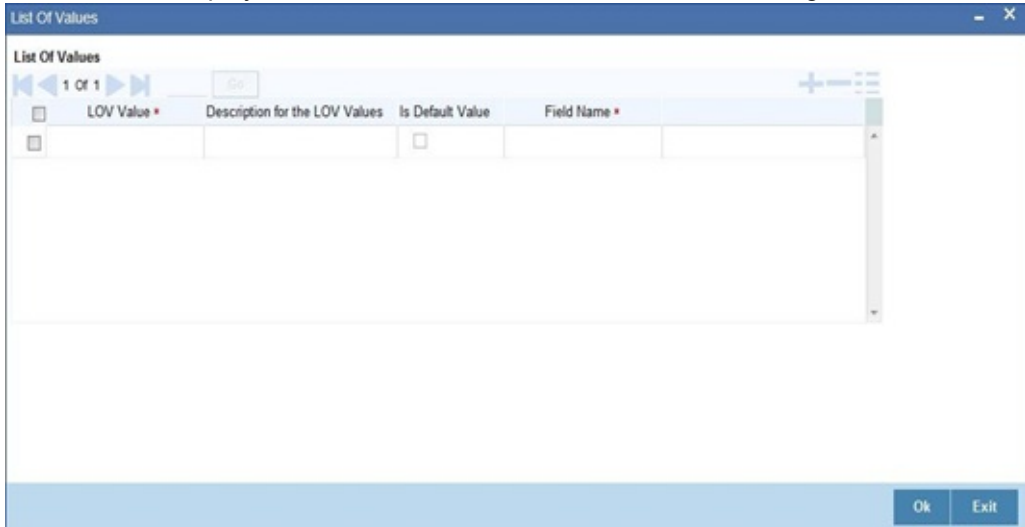 List Of Values
List Of Values
1 Of 1 Go
LOV Value * Description for the LOV Values Is Default Value Field Name *
Ok Exit